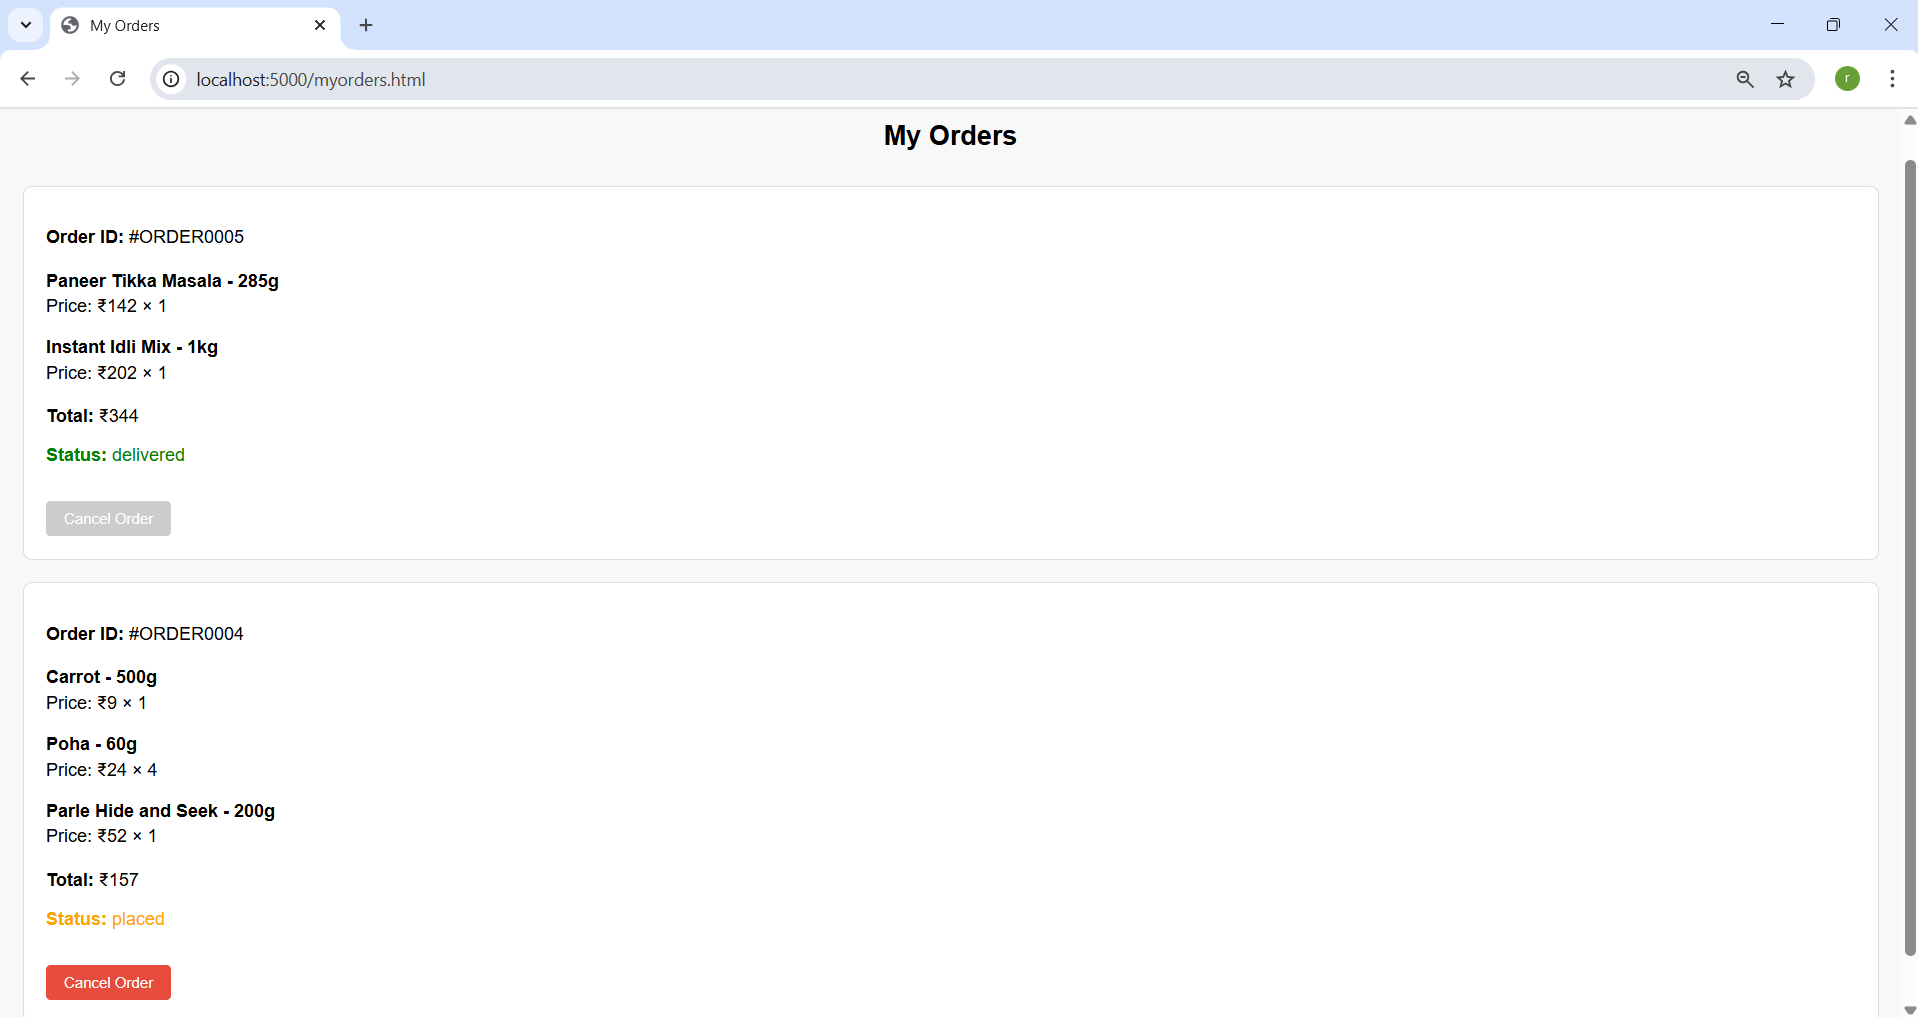 My Orders
localhost:5000/myorders.html
r
My Orders
Order ID: #ORDER0005
Paneer Tikka Masala - 285g
Price: ₹142 × 1
Instant Idli Mix - 1kg
Price: ₹202 × 1
Total: ₹344
Status: delivered
Cancel Order
Order ID: #ORDER0004
Carrot - 500g
Price: ₹9 × 1
Poha - 60g
Price: ₹24 × 4
Parle Hide and Seek - 200g
Price: ₹52 × 1
Total: ₹157
Status: placed
Cancel Order